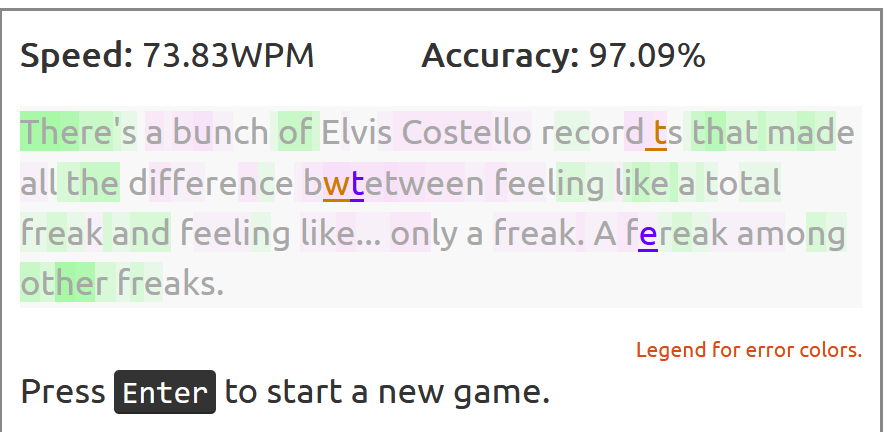 Speed: 73.83WPM Accuracy: 97.09%
There's a bunch of Elvis Costello record ts that made
all the difference bwtetween feeling like a total
freak and feeling like... only a freak. A fereak among
other freaks.
Legend for error colors.
Press Enter to start a new game.